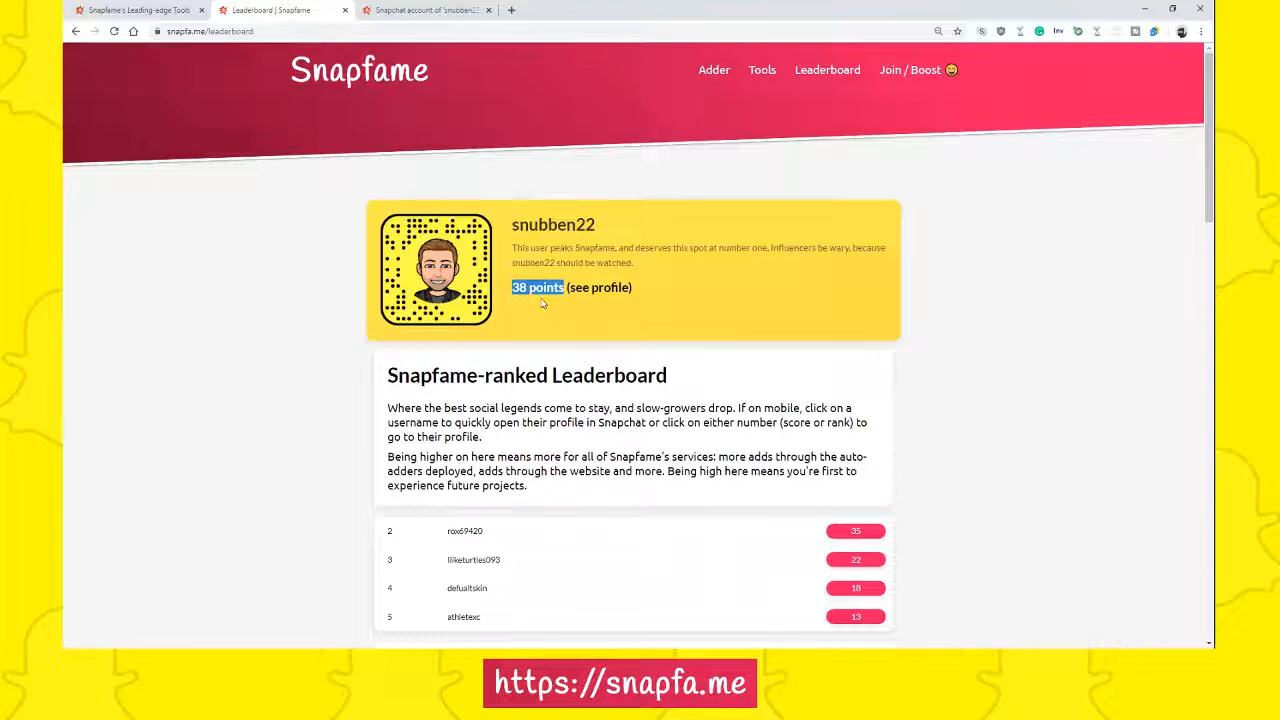 Snapfame's Leading-edge Tools
Leaderboard | Snapfame
Snapchat account of 'snubben22'
snapfa.me/leaderboard
Inv
Snapfame
Adder
Tools
Leaderboard
Join / Boost 😄
snubben22
This user peaks Snapfame, and deserves this spot at number one. Influencers be wary, because
snubben22 should be watched.
38 points (see profile)
Snapfame-ranked Leaderboard
Where the best social legends come to stay, and slow-growers drop. If on mobile, click on a
username to quickly open their profile in Snapchat or click on either number (score or rank) to
go to their profile.
Being higher on here means more for all of Snapfame's services: more adds through the auto-
adders deployed, adds through the website and more. Being high here means you're first to
experience future projects.
2 rox69420 35
3 lliketurtles093 22
4 defualtskin 18
5 athletexc 13
https://snapfa.me